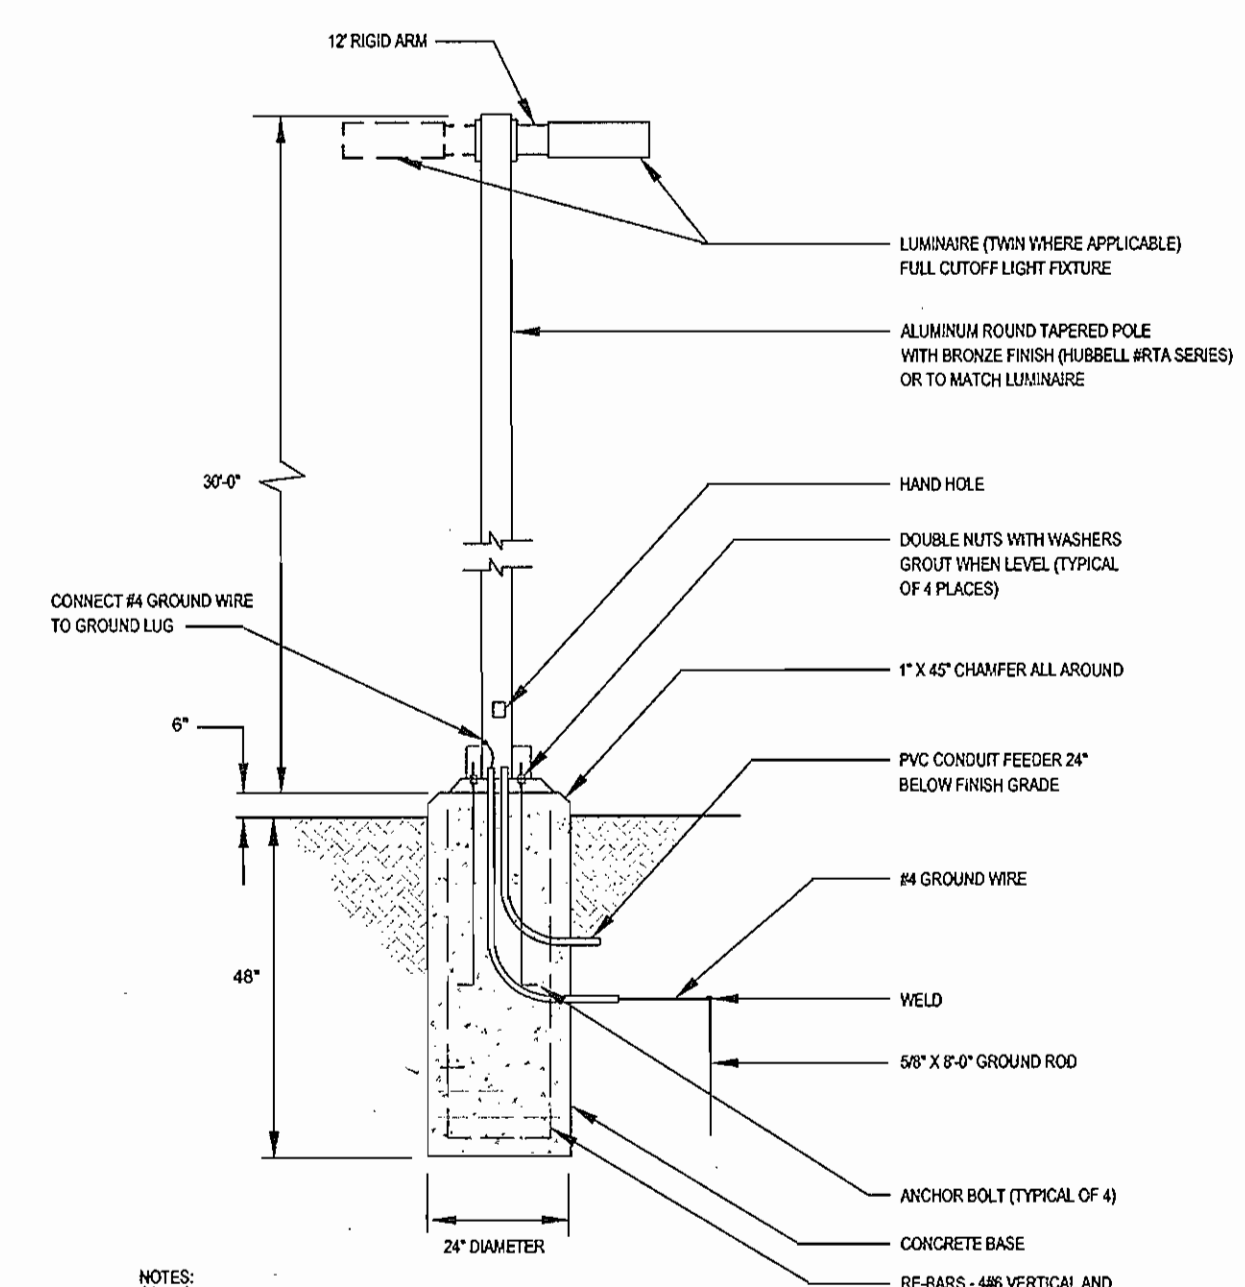 12" RIGID ARM
LUMINAIRE (TWIN WHERE APPLICABLE)
FULL CUTOFF LIGHT FIXTURE
ALUMINUM ROUND TAPERED POLE
WITH BRONZE FINISH (HUBBELL #RTA SERIES)
OR TO MATCH LUMINAIRE
30'-0"
HAND HOLE
DOUBLE NUTS WITH WASHERS
GROUT WHEN LEVEL (TYPICAL
OF 4 PLACES)
CONNECT #4 GROUND WIRE
TO GROUND LUG
1" X 45° CHAMFER ALL AROUND
6"
PVC CONDUIT FEEDER 24"
BELOW FINISH GRADE
#4 GROUND WIRE
48"
WELD
5/8" X 8'-0" GROUND ROD
ANCHOR BOLT (TYPICAL OF 4)
24" DIAMETER
CONCRETE BASE
NOTES:
RE-BARS - 4#6 VERTICAL AND